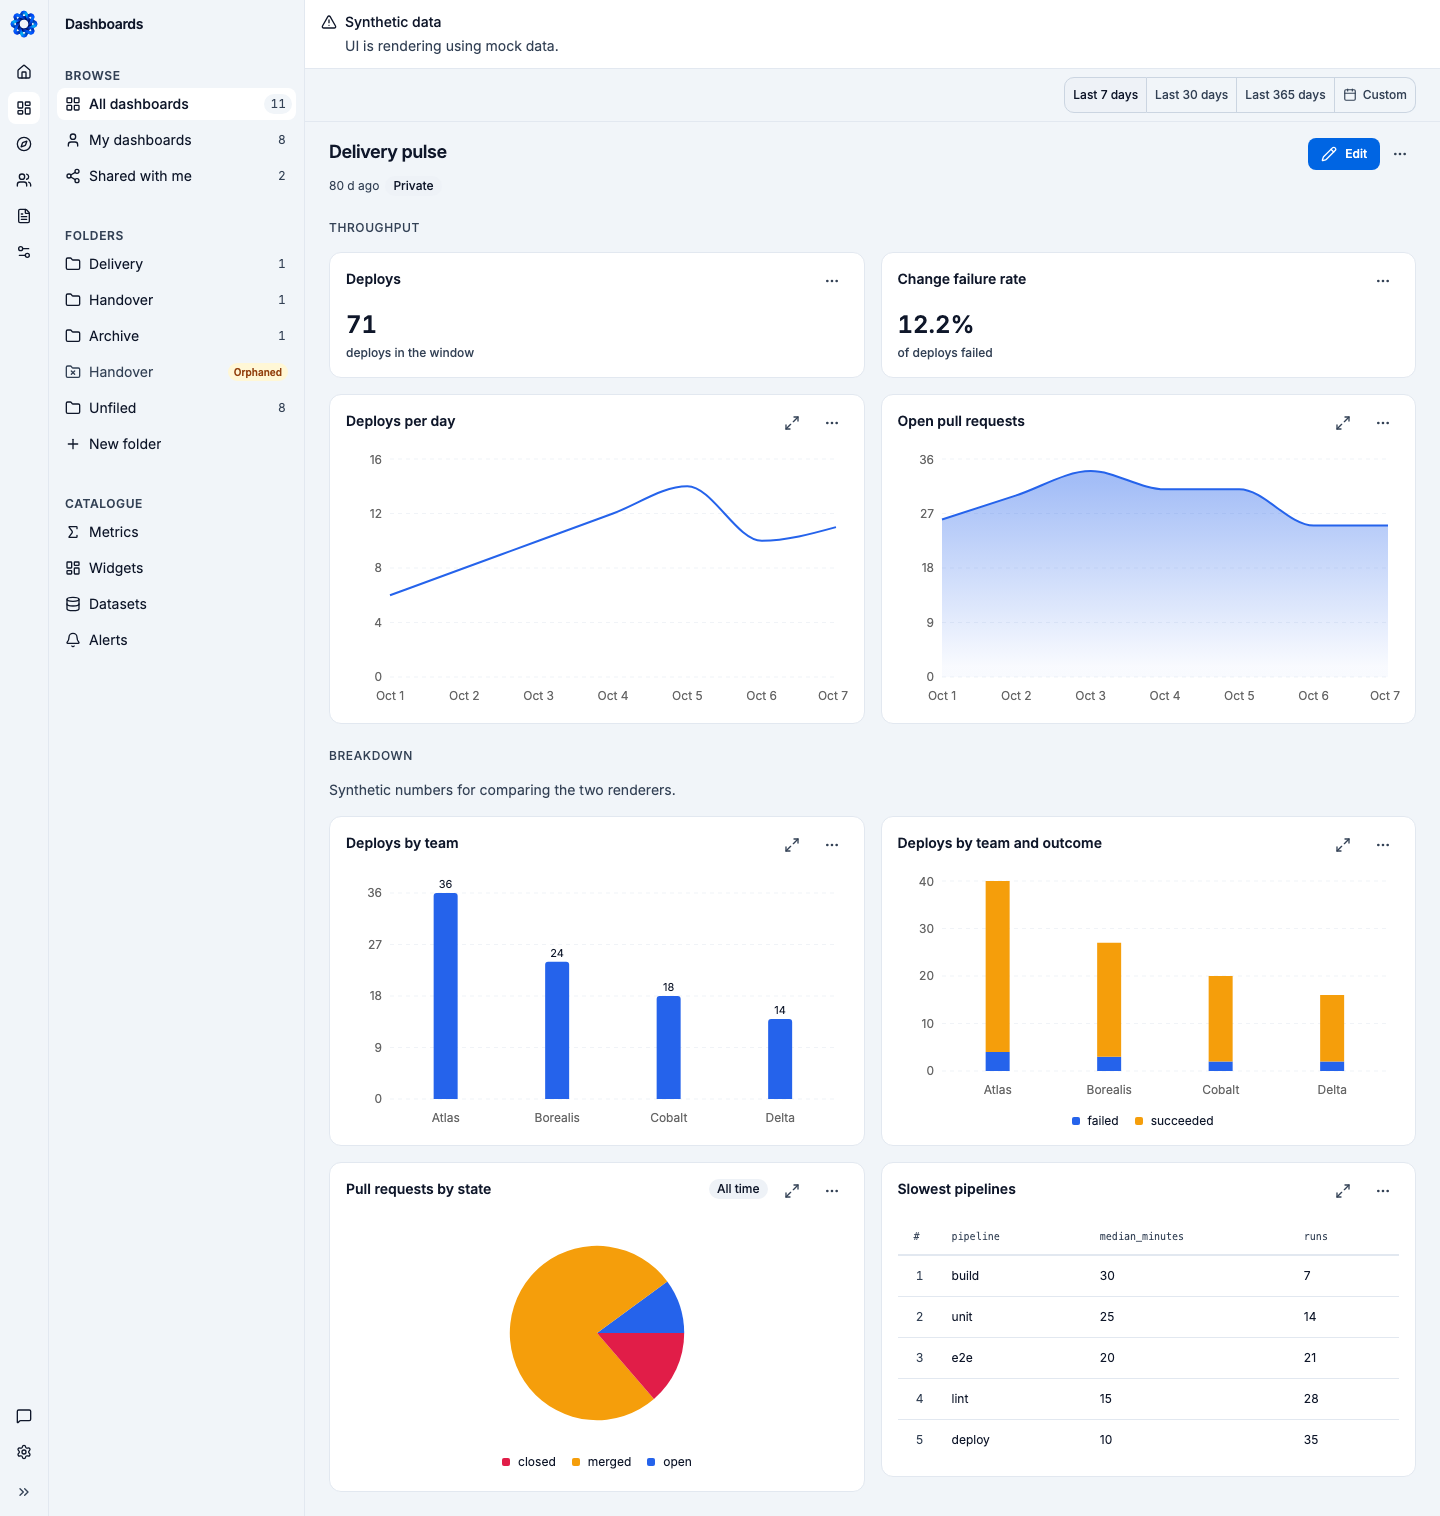 Dashboards
BROWSE
All dashboards 11
My dashboards 8
Shared with me 2
FOLDERS
Delivery 1
Handover 1
Archive 1
Handover Orphaned
Unfiled 8
New folder
CATALOGUE
Metrics
Widgets
Datasets
Alerts
Synthetic data
UI is rendering using mock data.
Last 7 days Last 30 days Last 365 days Custom
Delivery pulse
Edit
80 d ago Private
THROUGHPUT
Deploys
71
deploys in the window
Change failure rate
12.2%
of deploys failed
Deploys per day
16
12
8
4
0
Oct 1 Oct 2 Oct 3 Oct 4 Oct 5 Oct 6 Oct 7
Open pull requests
36
27
18
9
0
Oct 1 Oct 2 Oct 3 Oct 4 Oct 5 Oct 6 Oct 7
BREAKDOWN
Synthetic numbers for comparing the two renderers.
Deploys by team
36
27
18
9
0
36
24
18
14
Atlas Borealis Cobalt Delta
Deploys by team and outcome
40
30
20
10
0
Atlas Borealis Cobalt Delta
failed succeeded
Pull requests by state
All time
closed merged open
Slowest pipelines
# pipeline median_minutes runs
1 build 30 7
2 unit 25 14
3 e2e 20 21
4 lint 15 28
5 deploy 10 35